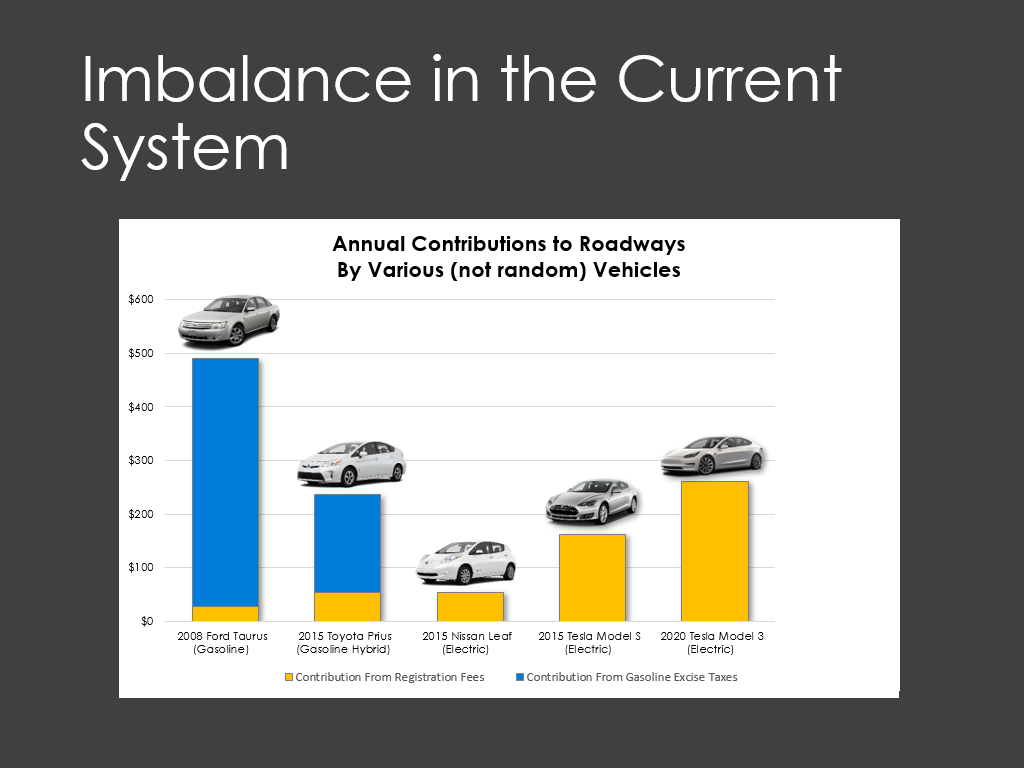 Imbalance in the Current
System
Annual Contributions to Roadways
By Various (not random) Vehicles
$600
$500
$400
$300
$200
$100
$0
2008 Ford Taurus
(Gasoline)
2015 Toyota Prius
(Gasoline Hybrid)
2015 Nissan Leaf
(Electric)
2015 Tesla Model S
(Electric)
2020 Tesla Model 3
(Electric)
Contribution From Registration Fees
Contribution From Gasoline Excise Taxes